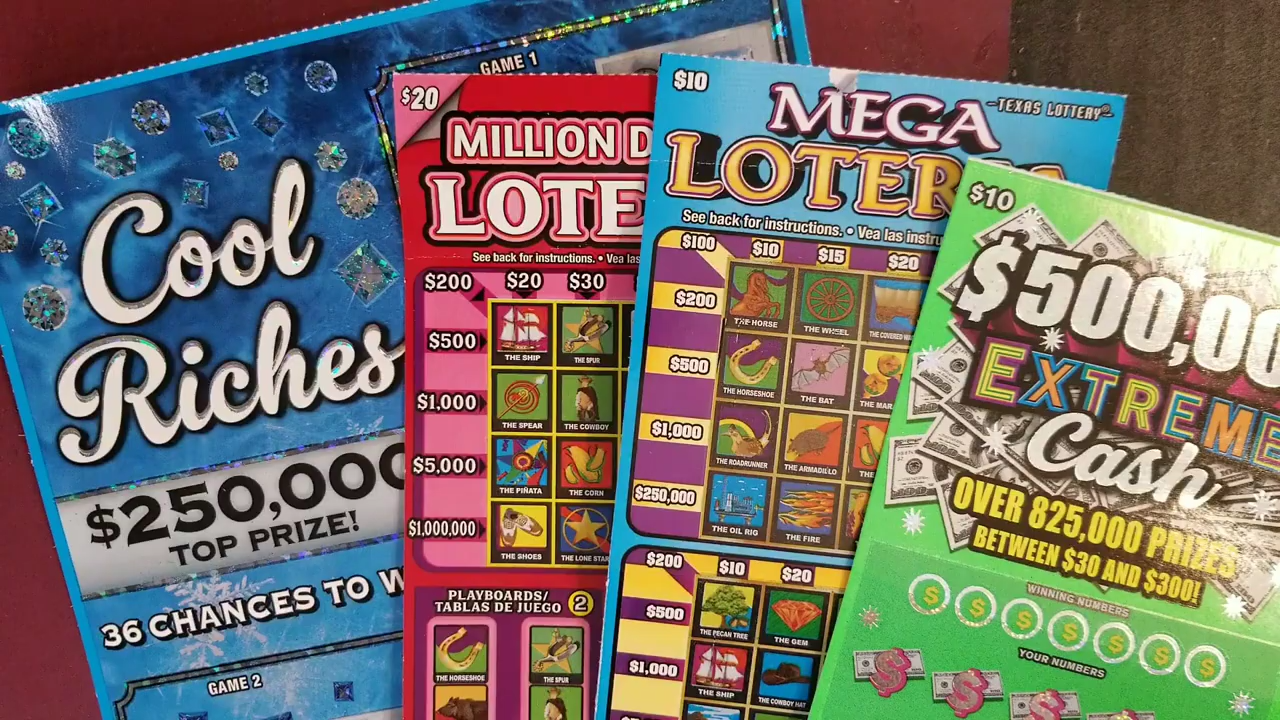 GAME 1
Cool
Riches
$250,000
TOP PRIZE!
36 CHANCES TO W
GAME 2
$20
MILLION D
LOTE
See back for instructions. • Vea las
$200 $20 $30
$500
THE SHIP THE SPUR
$1,000
THE SPEAR THE COWBOY
$5,000
THE PIÑATA THE CORN
$1,000,000
THE SHOES THE LONE STAR
PLAYBOARDS/
TABLAS DE JUEGO 2
THE HORSESHOE THE SPUR
$10
TEXAS LOTTERY®
MEGA
LOTER
See back for instructions. • Vea las instru
$100 $10 $15 $20
$200
THE HORSE THE WHEEL THE COVERED WA
$500
THE HORSESHOE THE BAT THE MAR
$1,000
THE ROADRUNNER THE ARMADILLO THE
$250,000
THE OIL RIG THE FIRE
$200 $10 $20
$500
THE PECAN TREE THE GEM
$1,000
THE SHIP THE COWBOY HAT
$10
$500,00
EXTREME
Cash
OVER 825,000 PRIZES
BETWEEN $30 AND $300!
WINNING NUMBERS
YOUR NUMBERS